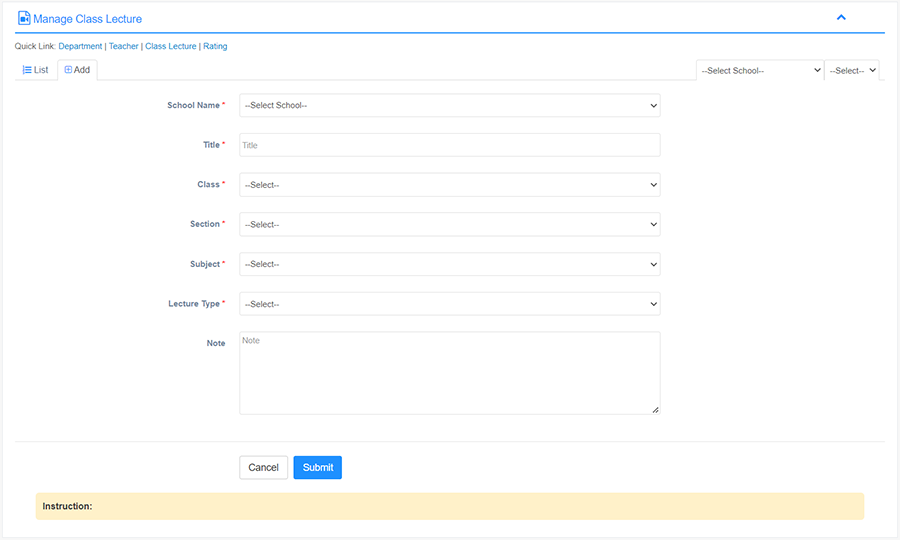 Manage Class Lecture
Quick Link: Department | Teacher | Class Lecture | Rating
List Add --Select School-- --Select--
School Name * --Select School--
Title * Title
Class * --Select--
Section * --Select--
Subject * --Select--
Lecture Type * --Select--
Note Note
Cancel Submit
Instruction: